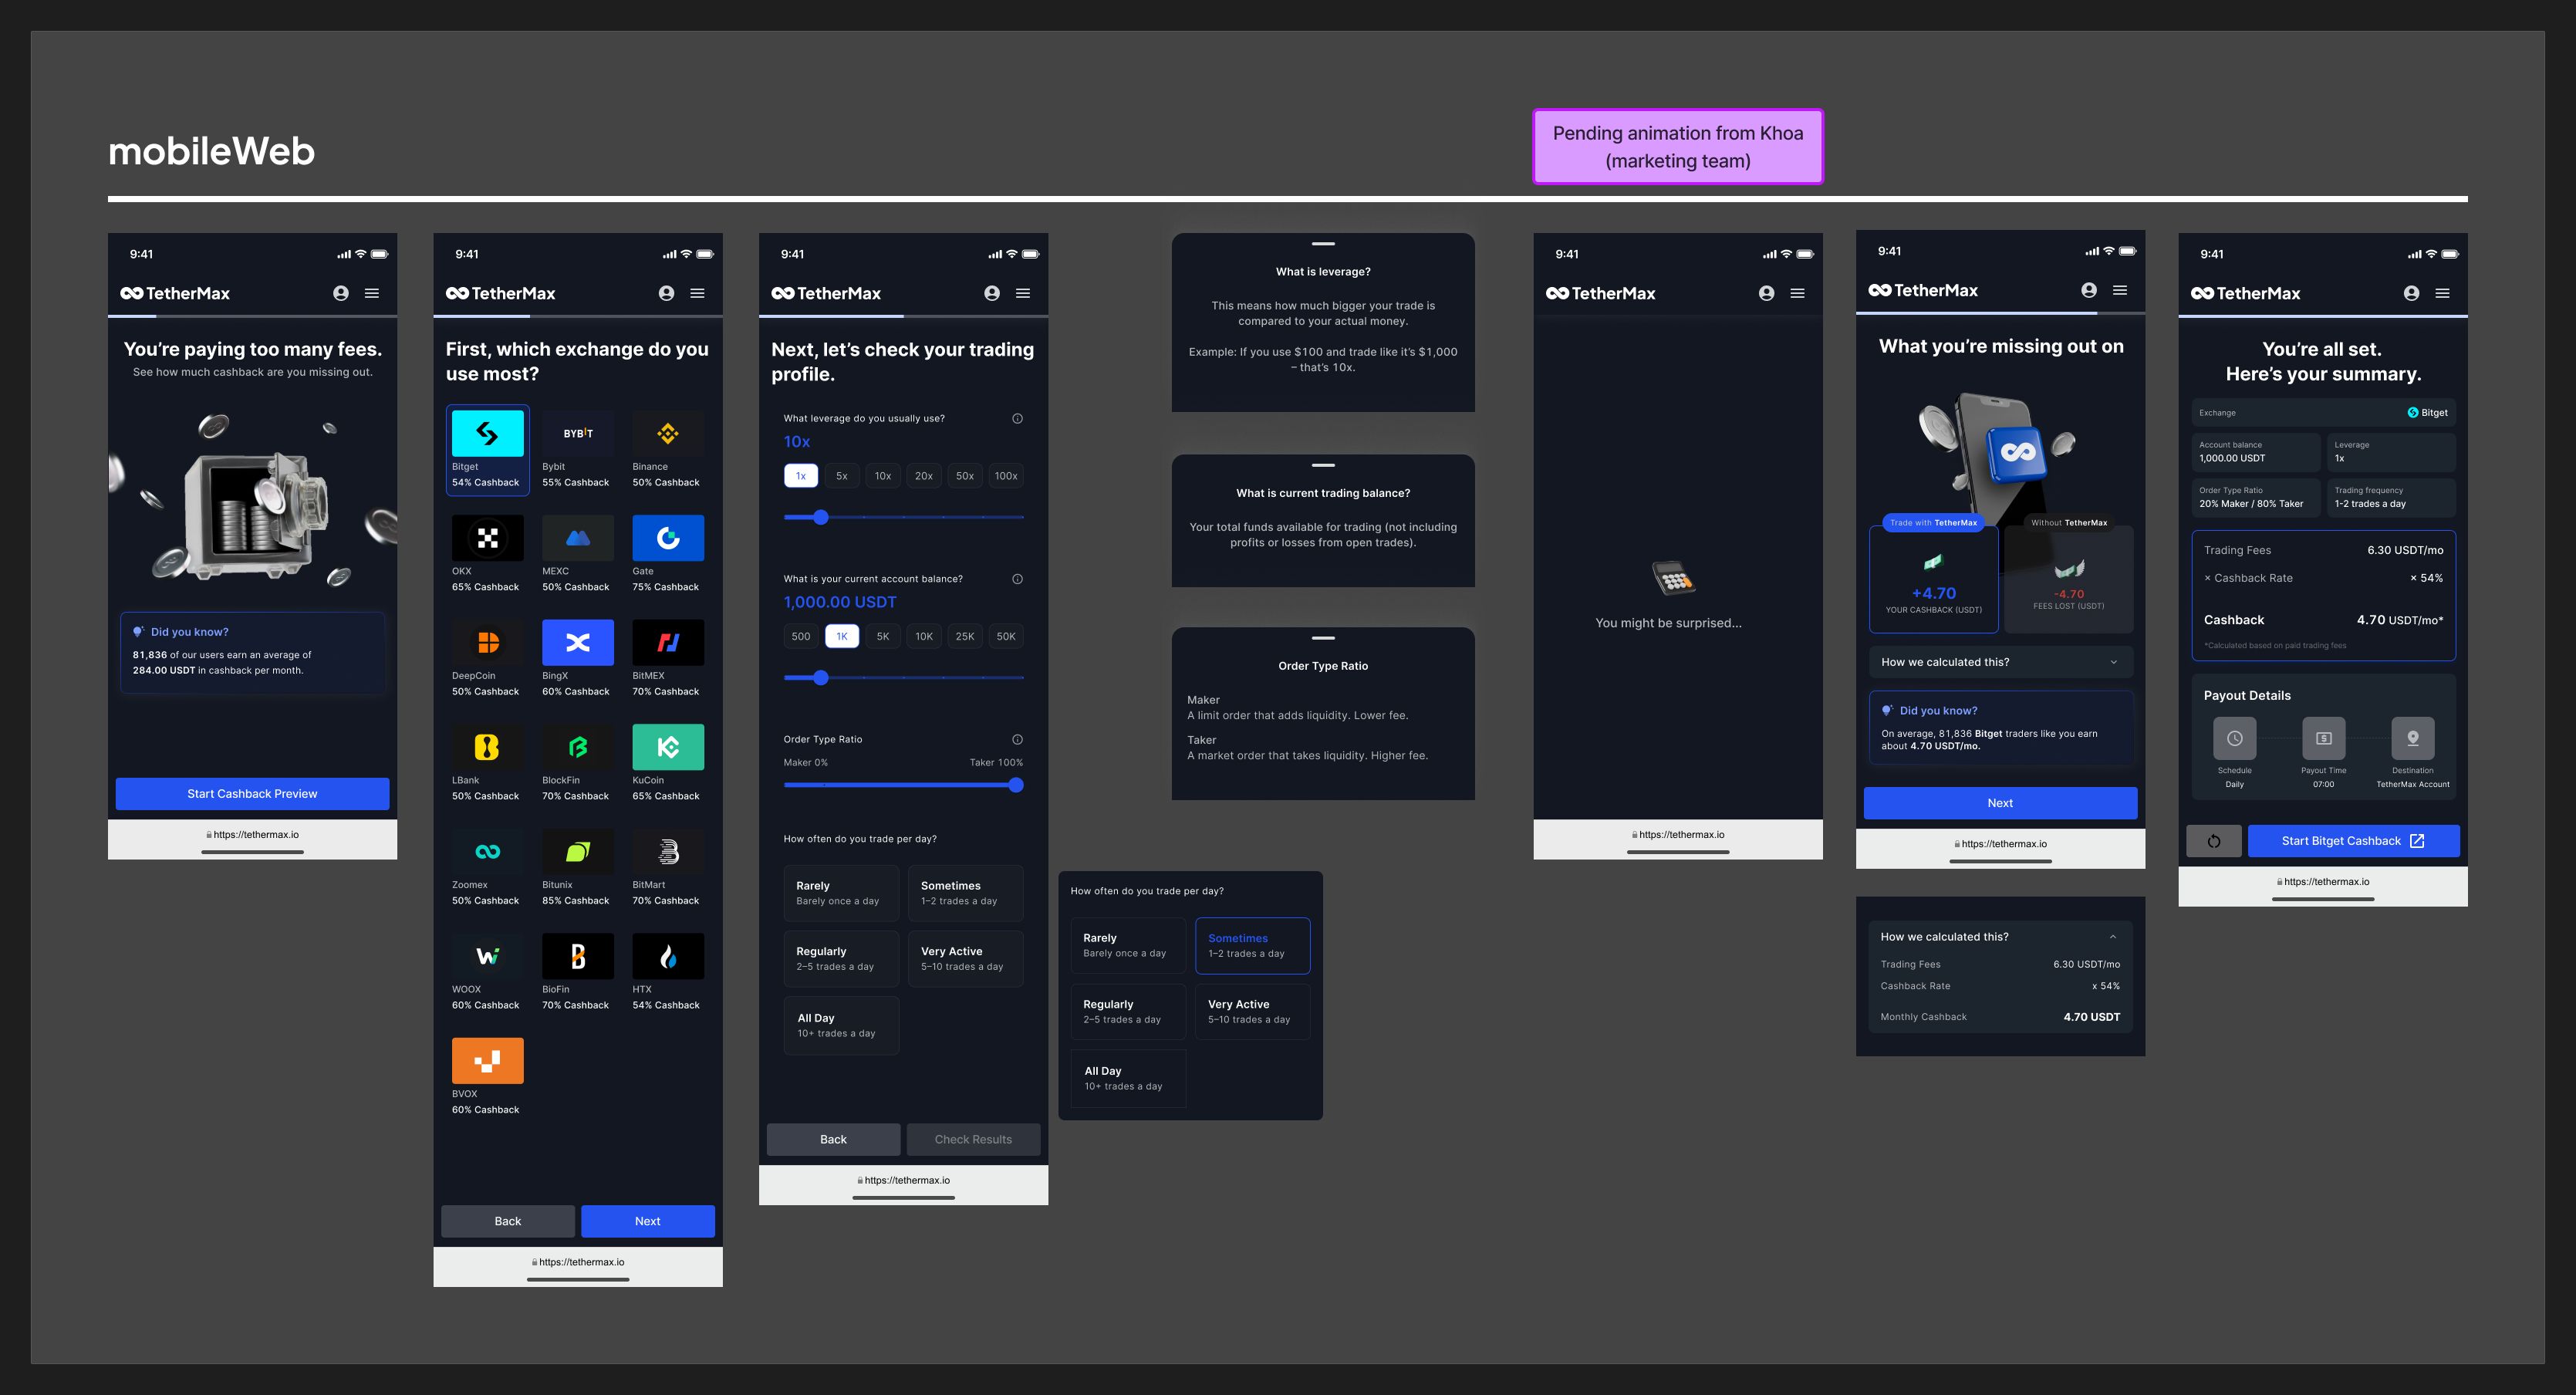 mobileWeb
Pending animation from Khoa
(marketing team)
9:41
TetherMax
You’re paying too many fees.
See how much cashback are you missing out.
Did you know?
81,836 of our users earn an average of
284.00 USDT in cashback per month.
Start Cashback Preview
https://tethermax.io
9:41
TetherMax
First, which exchange do you
use most?
BYBIT
Bitget
54% Cashback
Bybit
55% Cashback
Binance
50% Cashback
OKX
65% Cashback
MEXC
50% Cashback
Gate
75% Cashback
DeepCoin
50% Cashback
BingX
60% Cashback
BitMEX
70% Cashback
LBank
50% Cashback
BlockFin
70% Cashback
KuCoin
65% Cashback
Zoomex
50% Cashback
Bitunix
85% Cashback
BitMart
70% Cashback
WOOX
60% Cashback
BioFin
70% Cashback
HTX
54% Cashback
BVOX
60% Cashback
Back
Next
https://tethermax.io
9:41
TetherMax
Next, let’s check your trading
profile.
What leverage do you usually use?
10x
1x 5x 10x 20x 50x 100x
What is your current account balance?
1,000.00 USDT
500 1K 5K 10K 25K 50K
Order Type Ratio
Maker 0% Taker 100%
How often do you trade per day?
Rarely
Barely once a day
Sometimes
1–2 trades a day
Regularly
2–5 trades a day
Very Active
5–10 trades a day
All Day
10+ trades a day
Back
Check Results
https://tethermax.io
How often do you trade per day?
Rarely
Barely once a day
Sometimes
1–2 trades a day
Regularly
2–5 trades a day
Very Active
5–10 trades a day
All Day
10+ trades a day
What is leverage?
This means how much bigger your trade is
compared to your actual money.
Example: If you use $100 and trade like it’s $1,000
– that’s 10x.
What is current trading balance?
Your total funds available for trading (not including
profits or losses from open trades).
Order Type Ratio
Maker
A limit order that adds liquidity. Lower fee.
Taker
A market order that takes liquidity. Higher fee.
9:41
TetherMax
You might be surprised...
https://tethermax.io
9:41
TetherMax
What you’re missing out on
Trade with TetherMax
+4.70
YOUR CASHBACK (USDT)
Without TetherMax
-4.70
FEES LOST (USDT)
How we calculated this?
Did you know?
On average, 81,836 Bitget traders like you earn
about 4.70 USDT/mo.
Next
https://tethermax.io
How we calculated this?
Trading Fees 6.30 USDT/mo
Cashback Rate x 54%
Monthly Cashback 4.70 USDT
9:41
TetherMax
You’re all set.
Here’s your summary.
Exchange Bitget
Account balance
1,000.00 USDT
Leverage
1x
Order Type Ratio
20% Maker / 80% Taker
Trading frequency
1-2 trades a day
Trading Fees 6.30 USDT/mo
× Cashback Rate × 54%
Cashback 4.70 USDT/mo*
*Calculated based on paid trading fees
Payout Details
Schedule
Daily
Payout Time
07:00
Destination
TetherMax Account
Start Bitget Cashback
https://tethermax.io